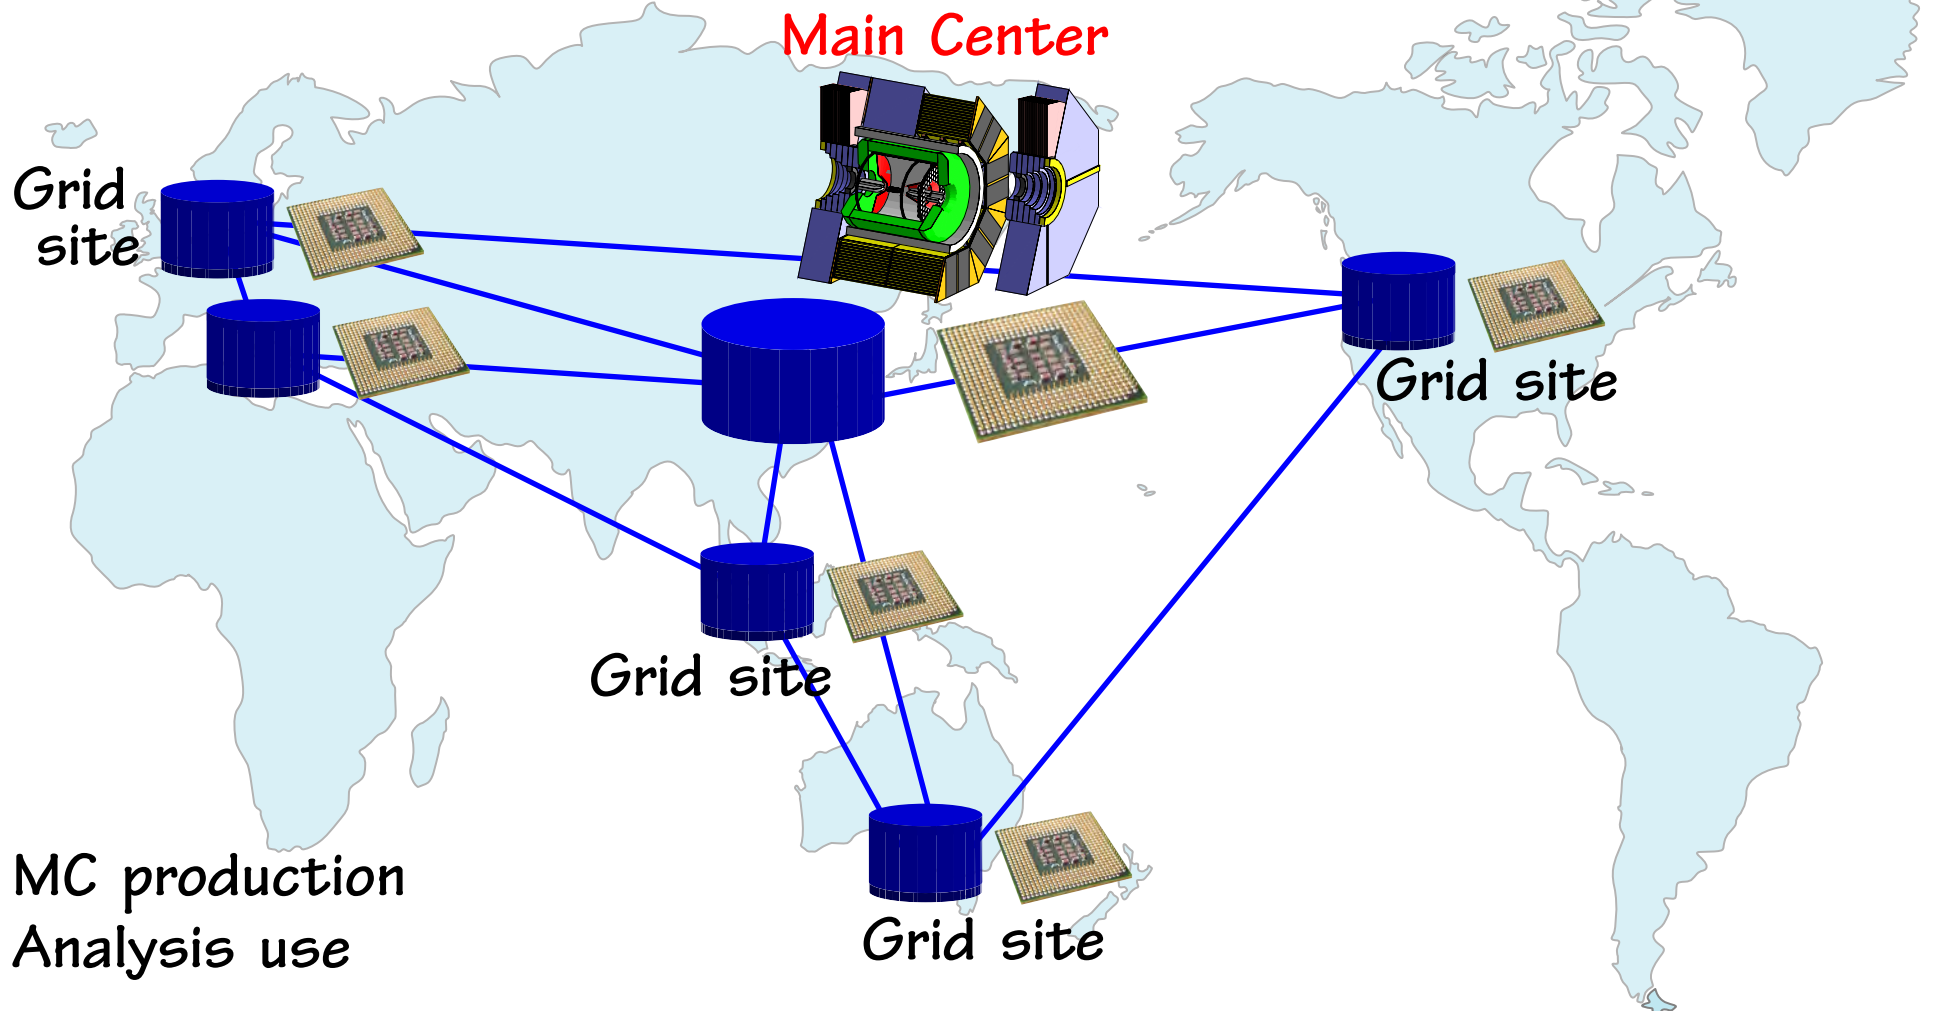 Main Center
Grid
site
Grid site
Grid site
MC production
Analysis use
Grid site